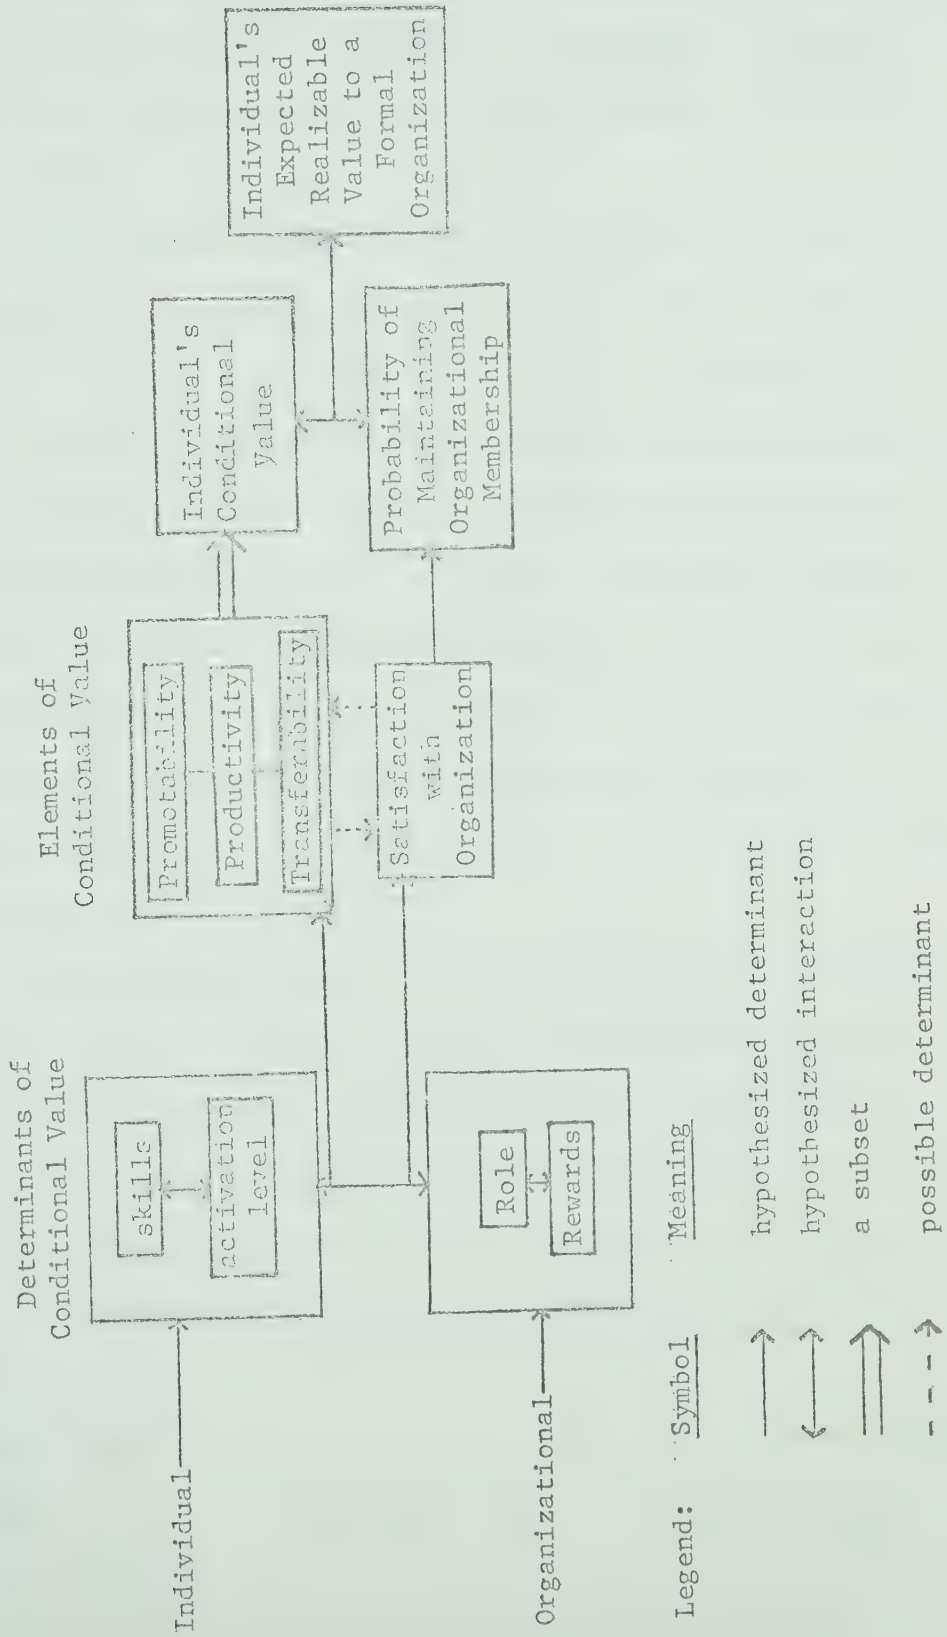 Determinants of
Conditional Value
Elements of
Conditional Value
Individual
skills
activation
level
Promotability
Productivity
Transferability
Individual's
Conditional
Value
Individual's
Expected
Realizable
Value to a
Formal
Organization
Organizational
Role
Rewards
Satisfaction
with
Organization
Probability of
Maintaining
Organizational
Membership
Legend: Symbol Meaning
hypothesized determinant
hypothesized interaction
a subset
possible determinant